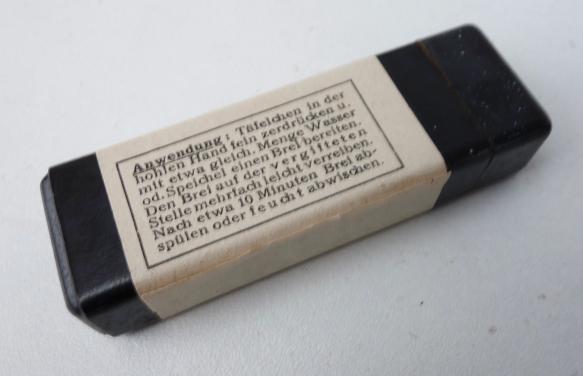 Anwendung: Täfelchen in der
hohlen Hand fein zerdrücken u.
mit etwa gleich. Menge Wasser
od. Speichel einen Brei bereiten.
Den Brei auf der vergifteten
Stelle mehrfach leicht verreiben.
Nach etwa 10 Minuten Brei ab-
spülen oder feucht abwischen.